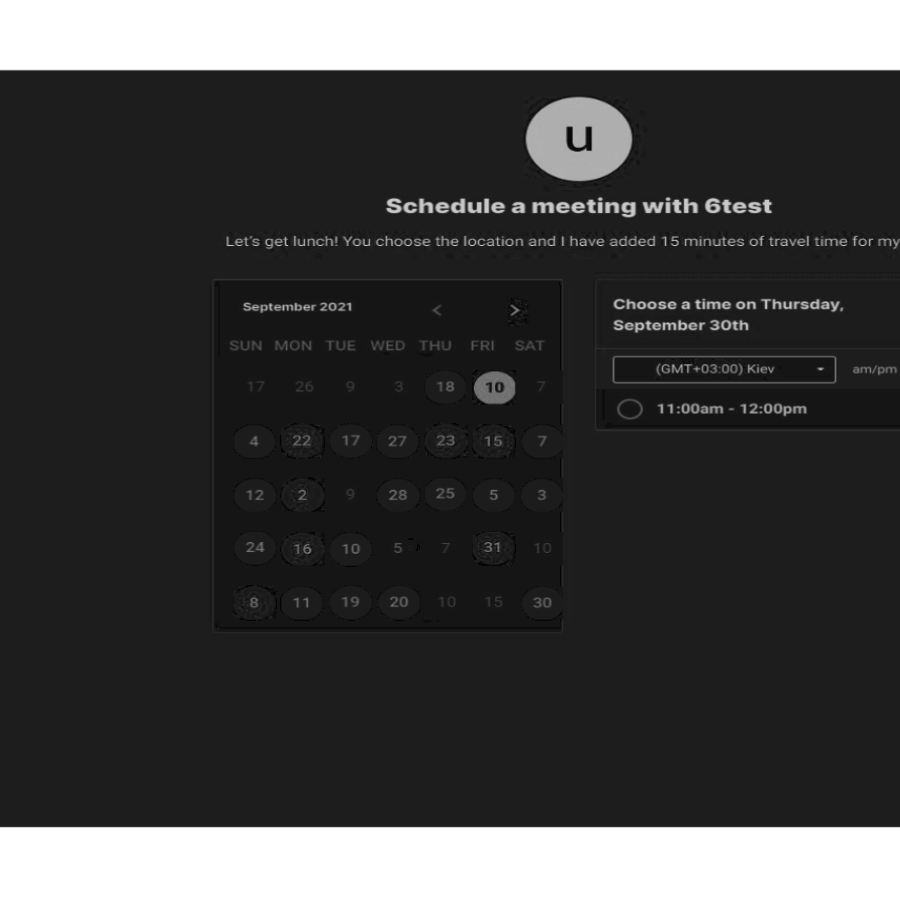 u
Schedule a meeting with 6test
Let's get lunch! You choose the location and I have added 15 minutes of travel time for my
September 2021 < >
SUN MON TUE WED THU FRI SAT
17 26 9 3 18 10 7
4 22 17 27 23 15 7
12 2 9 28 25 5 3
24 16 10 5 7 31 10
8 11 19 20 10 15 30
Choose a time on Thursday,
September 30th
(GMT+03:00) Kiev am/pm
11:00am - 12:00pm